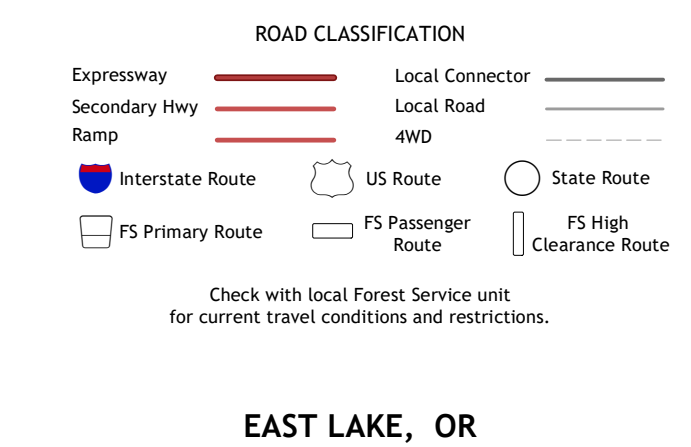 ROAD CLASSIFICATION
Expressway
Local Connector
Secondary Hwy
Local Road
Ramp
4WD
Interstate Route
US Route
State Route
FS Primary Route
FS Passenger
Route
FS High
Clearance Route
Check with local Forest Service unit
for current travel conditions and restrictions.
EAST LAKE, OR